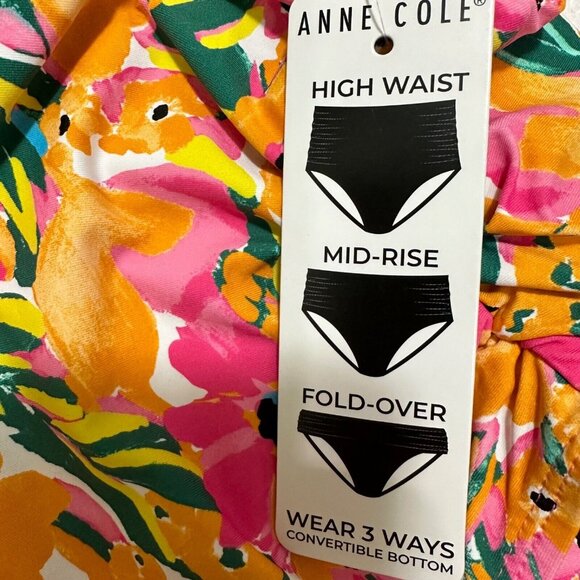 ANNE COLE®
HIGH WAIST
MID-RISE
FOLD-OVER
WEAR 3 WAYS
CONVERTIBLE BOTTOM